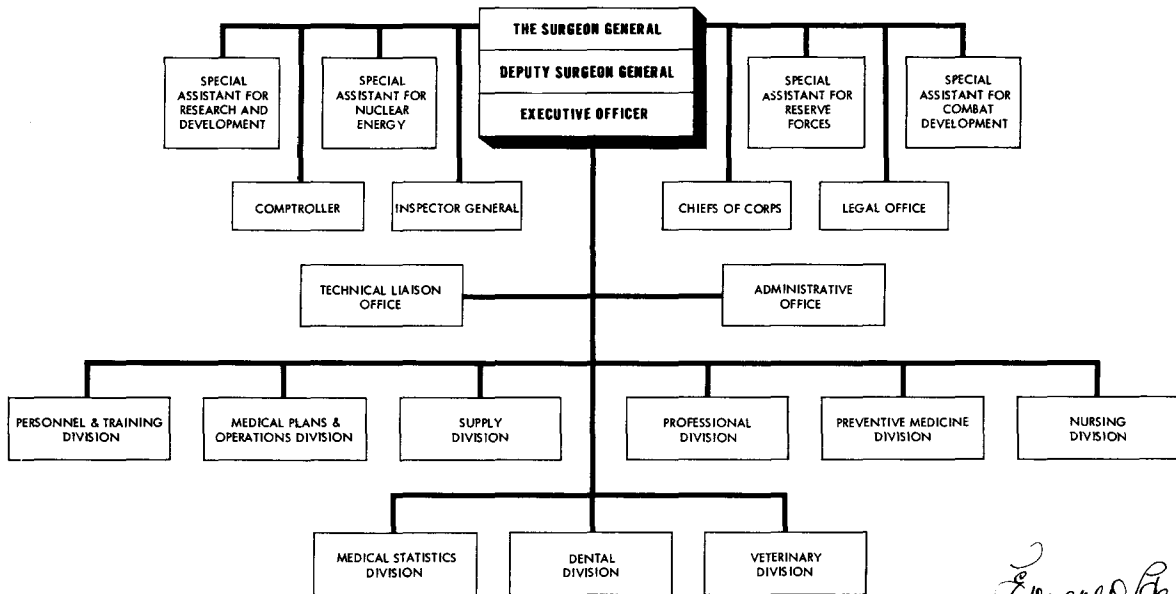 THE SURGEON GENERAL
DEPUTY SURGEON GENERAL
EXECUTIVE OFFICER
SPECIAL
ASSISTANT FOR
RESEARCH AND
DEVELOPMENT
SPECIAL
ASSISTANT FOR
NUCLEAR
ENERGY
SPECIAL
ASSISTANT FOR
RESERVE
FORCES
SPECIAL
ASSISTANT FOR
COMBAT
DEVELOPMENT
COMPTROLLER
INSPECTOR GENERAL
CHIEFS OF CORPS
LEGAL OFFICE
TECHNICAL LIAISON
OFFICE
ADMINISTRATIVE
OFFICE
PERSONNEL & TRAINING
DIVISION
MEDICAL PLANS &
OPERATIONS DIVISION
SUPPLY
DIVISION
PROFESSIONAL
DIVISION
PREVENTIVE MEDICINE
DIVISION
NURSING
DIVISION
MEDICAL STATISTICS
DIVISION
DENTAL
DIVISION
VETERINARY
DIVISION